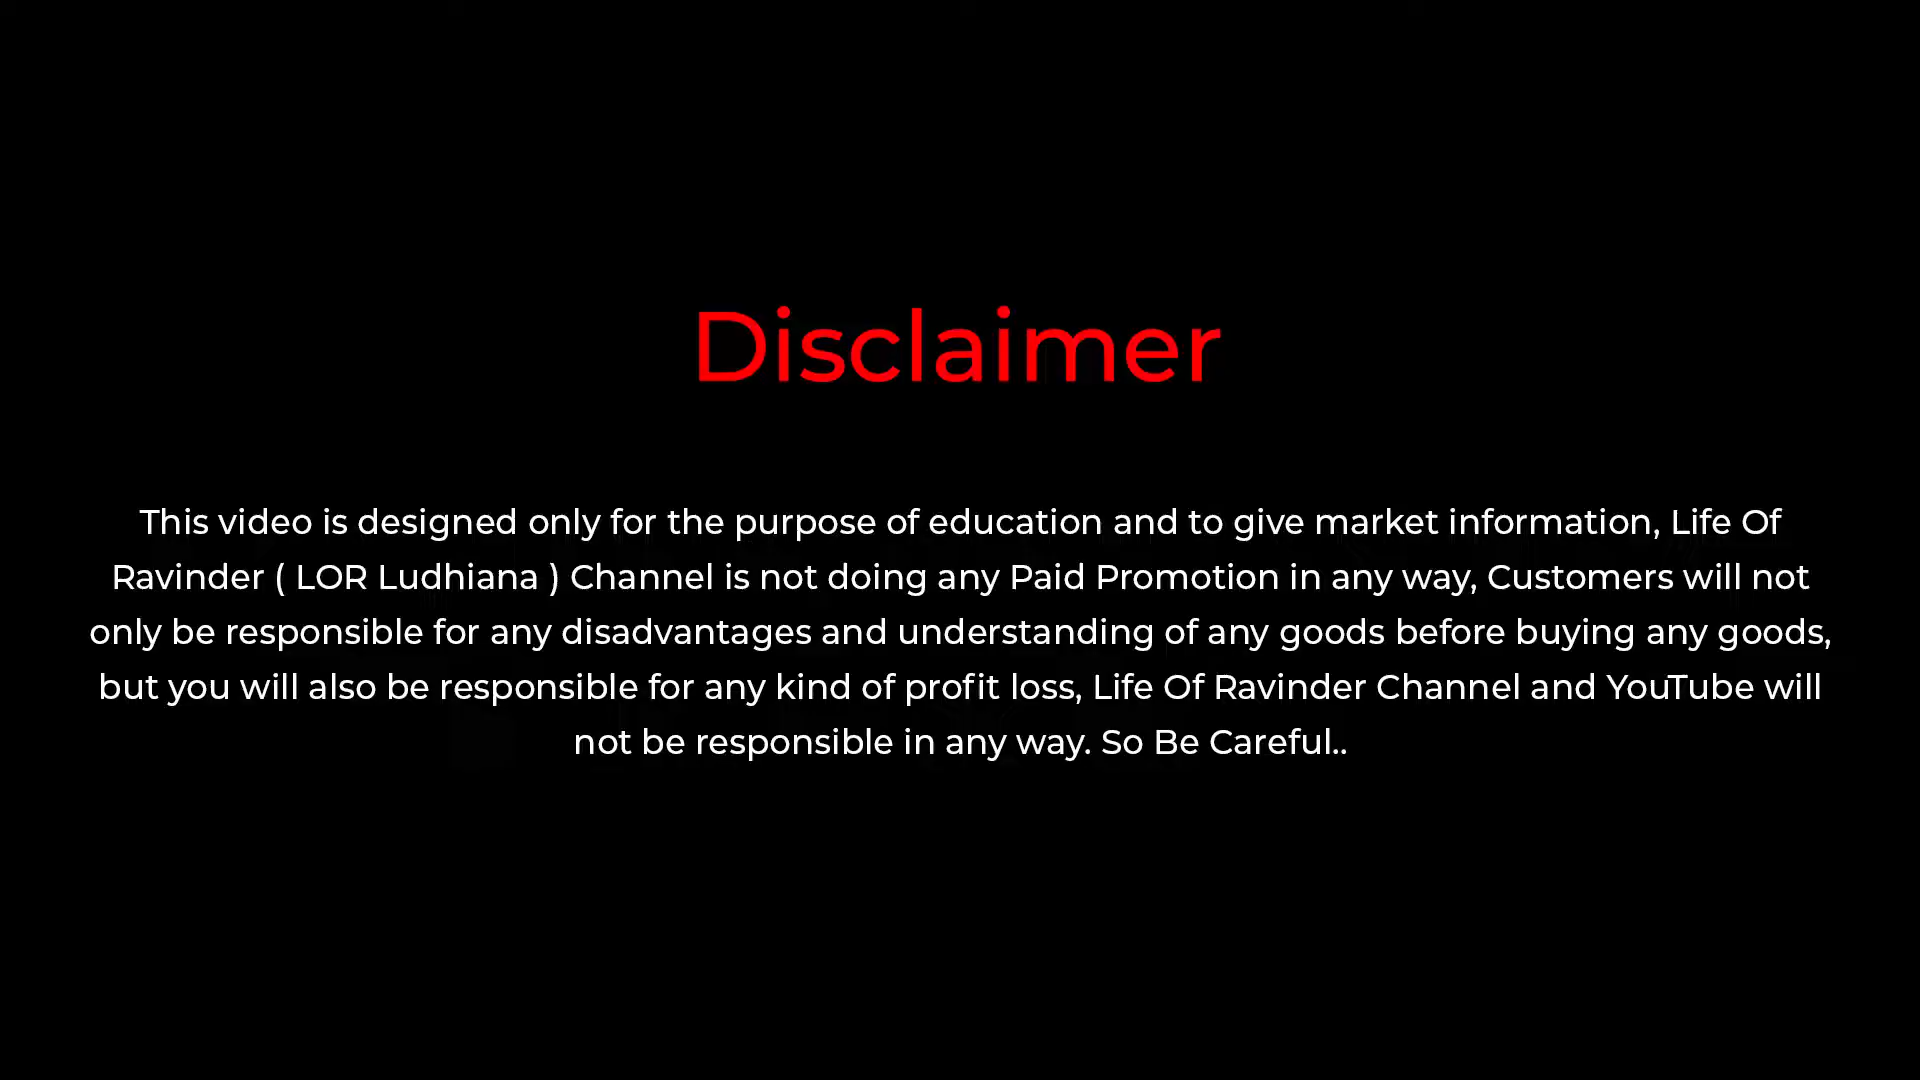 Disclaimer
This video is designed only for the purpose of education and to give market information, Life Of
Ravinder ( LOR Ludhiana ) Channel is not doing any Paid Promotion in any way, Customers will not
only be responsible for any disadvantages and understanding of any goods before buying any goods,
but you will also be responsible for any kind of profit loss, Life Of Ravinder Channel and YouTube will
not be responsible in any way. So Be Careful..